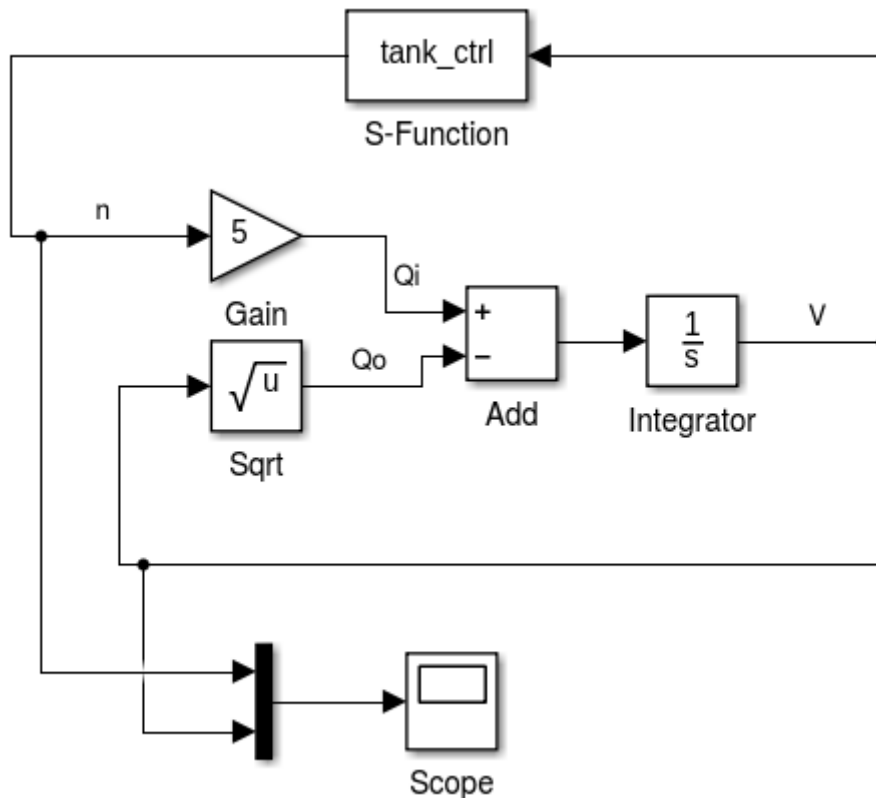 tank_ctrl
S-Function
n
5
Gain
Qi
+
−
Add
1
s
Integrator
V
√u
Sqrt
Qo
Scope